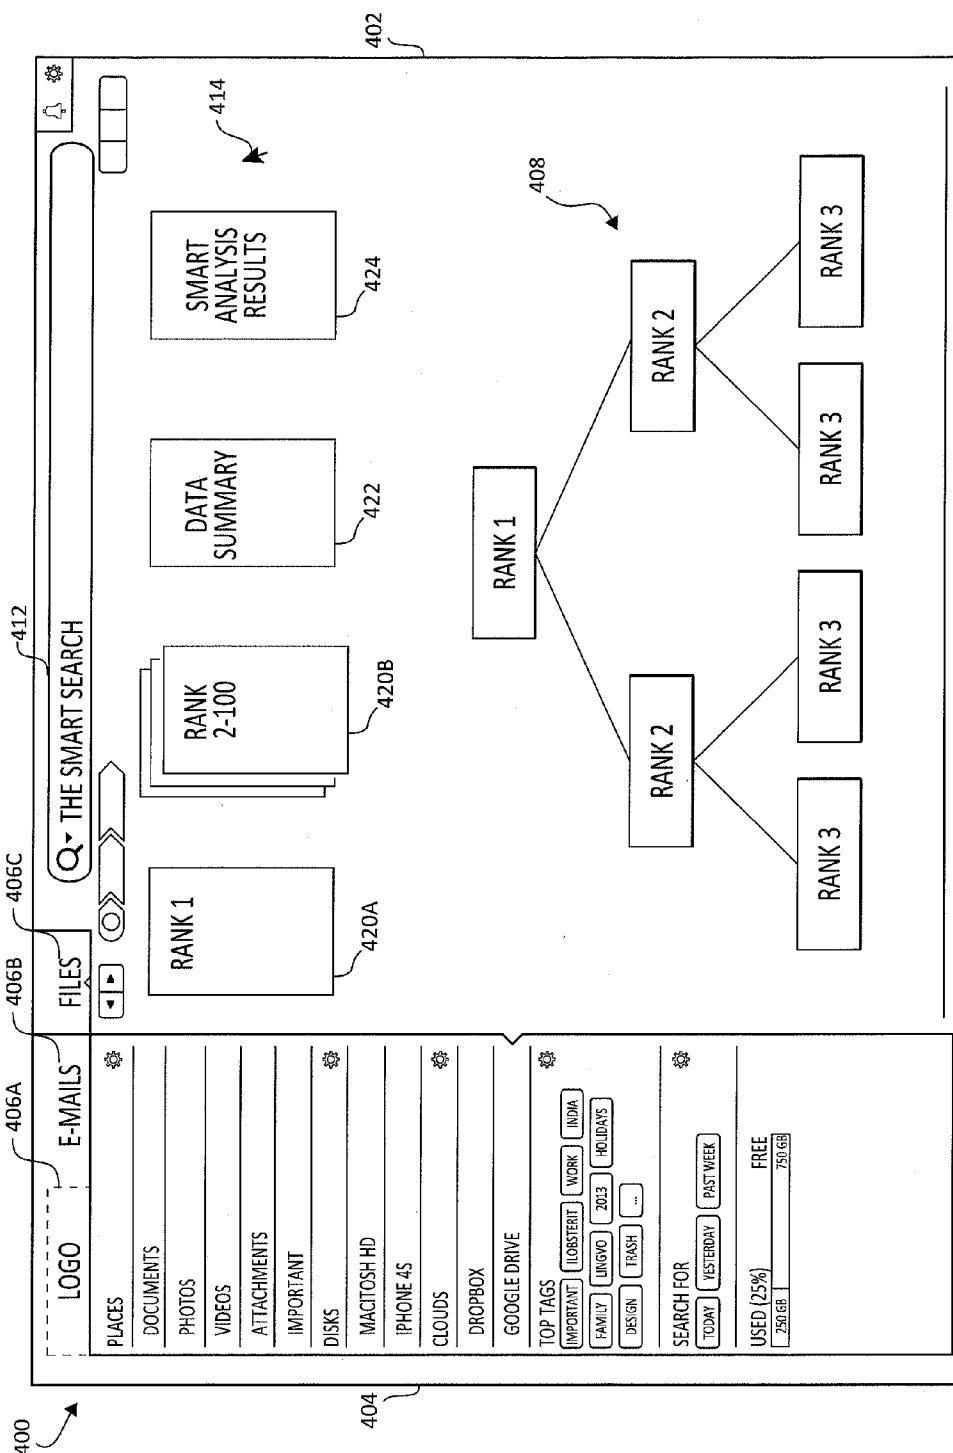 400
402
404
406A
406B
406C
412
LOGO
E-MAILS
FILES
THE SMART SEARCH
PLACES
DOCUMENTS
PHOTOS
VIDEOS
ATTACHMENTS
IMPORTANT
DISKS
MACITOSH HD
IPHONE 4S
CLOUDS
DROPBOX
GOOGLE DRIVE
TOP TAGS
IMPORTANT ILOBSTERIT WORK INDIA
FAMILY LINGVO 2013 HOLIDAYS
DESIGN TRASH ...
SEARCH FOR
TODAY YESTERDAY PAST WEEK
USED (25%) FREE
250 GB 750 GB
RANK 1
420A
RANK
2-100
420B
DATA
SUMMARY
422
SMART
ANALYSIS
RESULTS
424
414
408
RANK 1
RANK 2
RANK 2
RANK 3
RANK 3
RANK 3
RANK 3